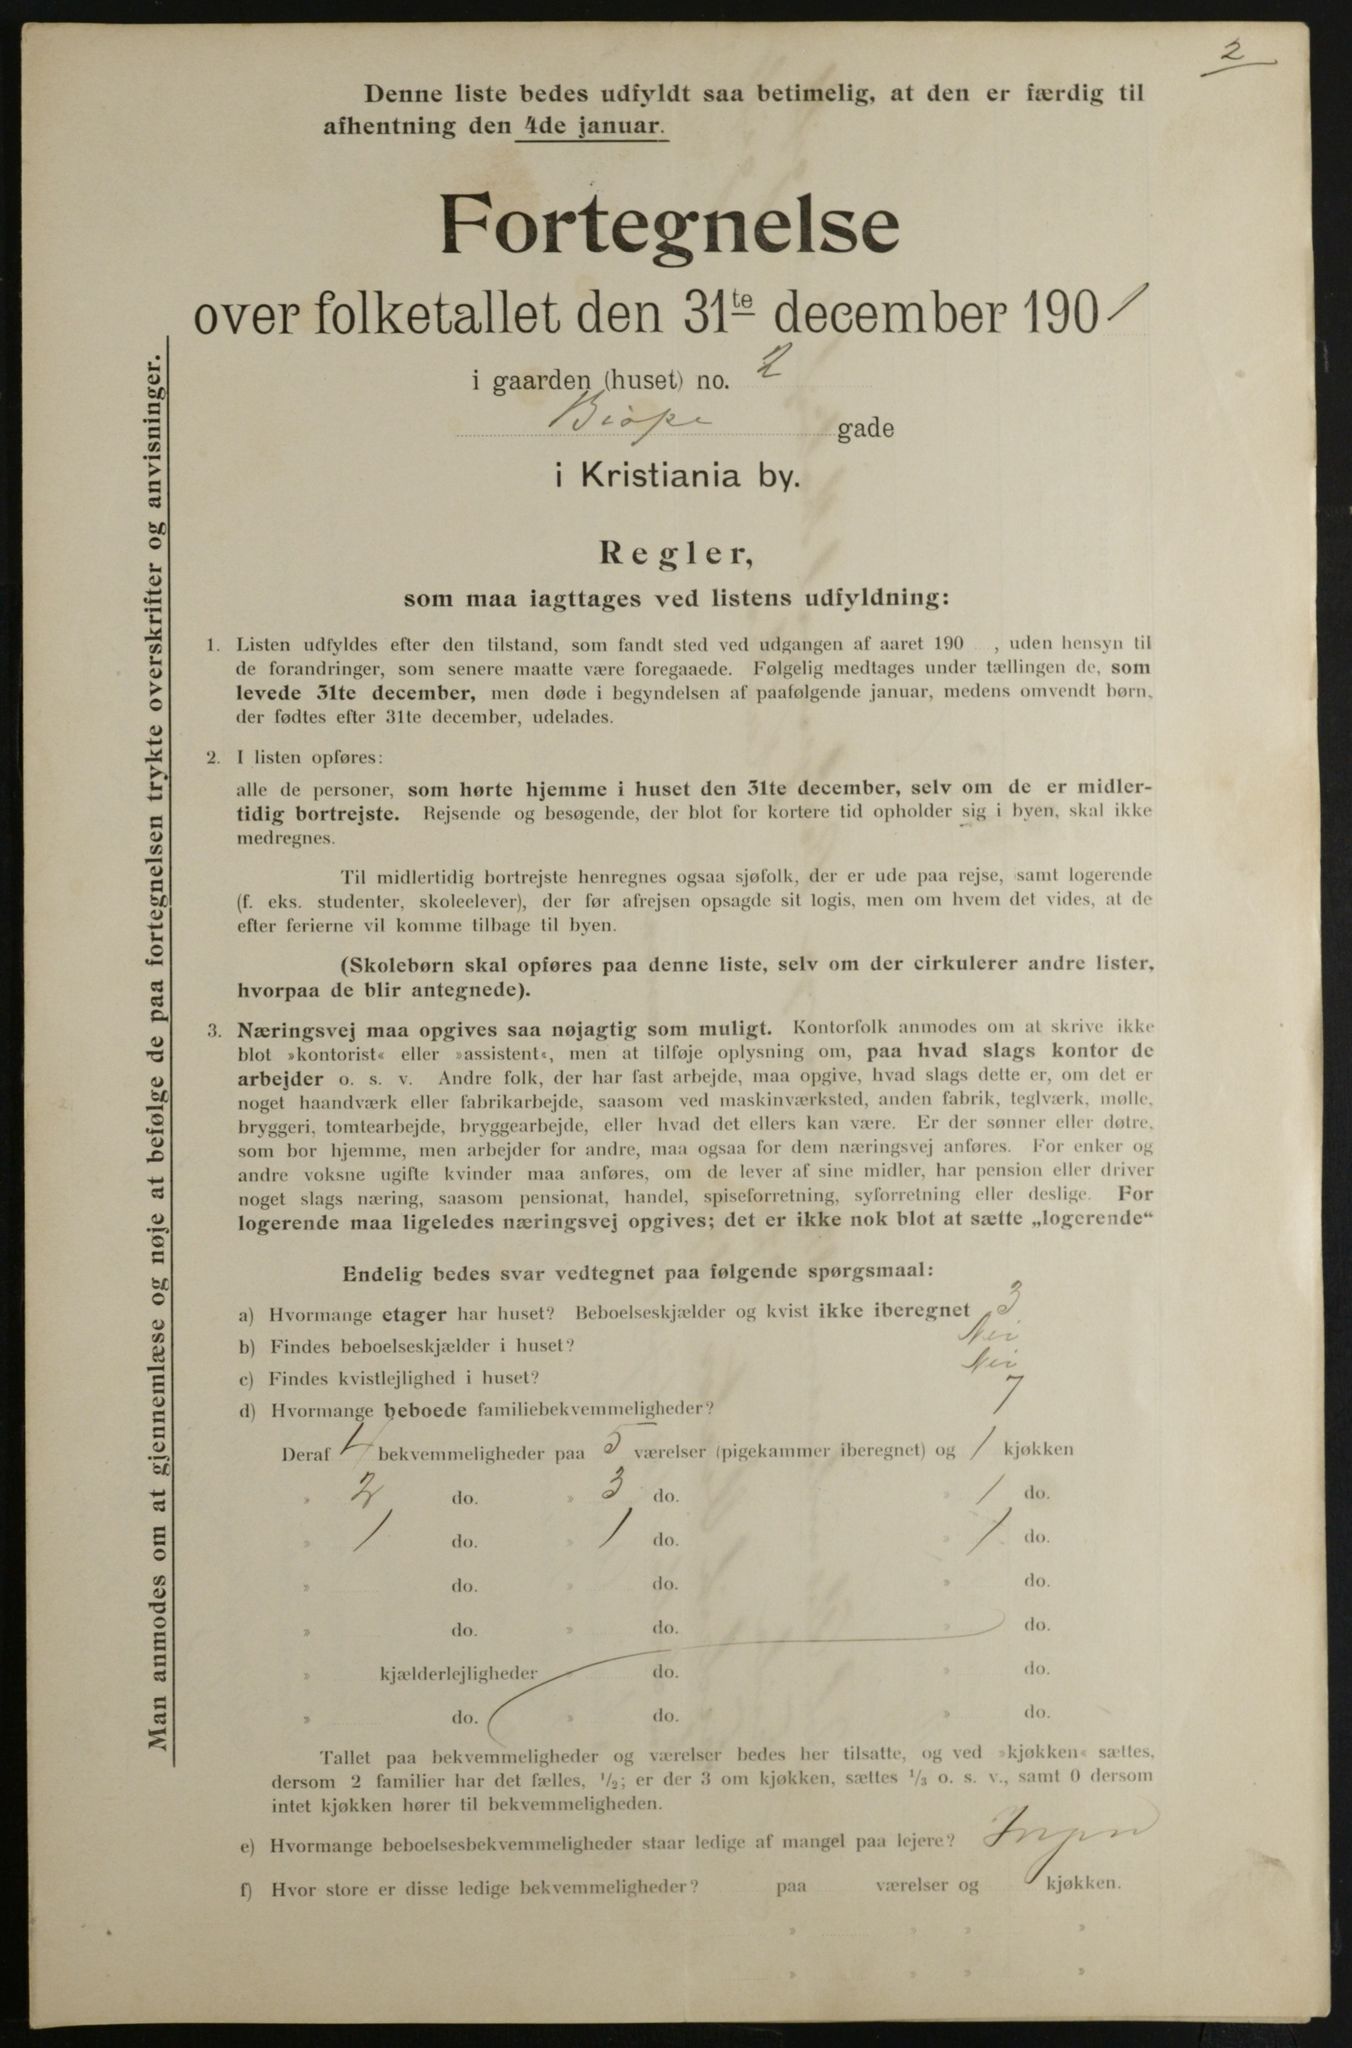 2
Denne liste bedes udfyldt saa betimelig, at den er færdig til
afhentning den 4de januar.
Fortegnelse
over folketallet den 31te december 1901
i gaarden (huset) no. 2
gade
i Kristiania by.
Regler,
som maa iagttages ved listens udfyldning:
1. Listen udfyldes efter den tilstand, som fandt sted ved udgangen af aaret 190 , uden hensyn til
de forandringer, som senere maatte være foregaaede. Følgelig medtages under tællingen de, som
levede 31te december, men døde i begyndelsen af paafølgende januar, medens omvendt børn,
der fødtes efter 31te december, udelades.
2. I listen opføres:
alle de personer, som hørte hjemme i huset den 31te december, selv om de er midler-
tidig bortrejste. Rejsende og besøgende, der blot for kortere tid opholder sig i byen, skal ikke
medregnes.
Til midlertidig bortrejste henregnes ogsaa sjøfolk, der er ude paa rejse, samt logerende
(f. eks. studenter, skoleelever), der før afrejsen opsagde sit logis, men om hvem det vides, at de
efter ferierne vil komme tilbage til byen.
(Skolebørn skal opføres paa denne liste, selv om der cirkulerer andre lister,
hvorpaa de blir antegnede).
3. Næringsvej maa opgives saa nøjagtig som muligt. Kontorfolk anmodes om at skrive ikke
blot »kontorist« eller »assistent«, men at tilføje oplysning om, paa hvad slags kontor de
arbejder o. s. v. Andre folk, der har fast arbejde, maa opgive, hvad slags dette er, om det er
noget haandværk eller fabrikarbejde, saasom ved maskinværksted, anden fabrik, teglværk, mølle,
bryggeri, tomtearbejde, bryggearbejde, eller hvad det ellers kan være. Er der sønner eller døtre,
som bor hjemme, men arbejder for andre, maa ogsaa for dem næringsvej anføres. For enker og
andre voksne ugifte kvinder maa anføres, om de lever af sine midler, har pension eller driver
noget slags næring, saasom pensionat, handel, spiseforretning, syforretning eller deslige. For
logerende maa ligeledes næringsvej opgives; det er ikke nok blot at sætte „logerende“
Endelig bedes svar vedtegnet paa følgende spørgsmaal:
a) Hvormange etager har huset? Beboelseskjælder og kvist ikke iberegnet 3
b) Findes beboelseskjælder i huset? Nei
c) Findes kvistlejlighed i huset? Nei
d) Hvormange beboede familiebekvemmeligheder? 7
Deraf 4 bekvemmeligheder paa 5 værelser (pigekammer iberegnet) og 1 kjøkken
» 2 do. » 3 do. » 1 do.
» 1 do. » 1 do. » 1 do.
» do. » do. » do.
» do. » do. » do.
» kjælderlejligheder do. do.
» do. » do. » do.
Tallet paa bekvemmeligheder og værelser bedes her tilsatte, og ved »kjøkken« sættes,
dersom 2 familier har det fælles, 1/2; er der 3 om kjøkken, sættes 1/3 o. s. v., samt 0 dersom
intet kjøkken hører til bekvemmeligheden.
e) Hvormange beboelsesbekvemmeligheder staar ledige af mangel paa lejere? Ingen
f) Hvor store er disse ledige bekvemmeligheder? paa værelser og kjøkken.
» » » »
» » » »
Man anmodes om at gjennemlæse og nøje at befølge de paa fortegnelsen trykte overskrifter og anvisninger.